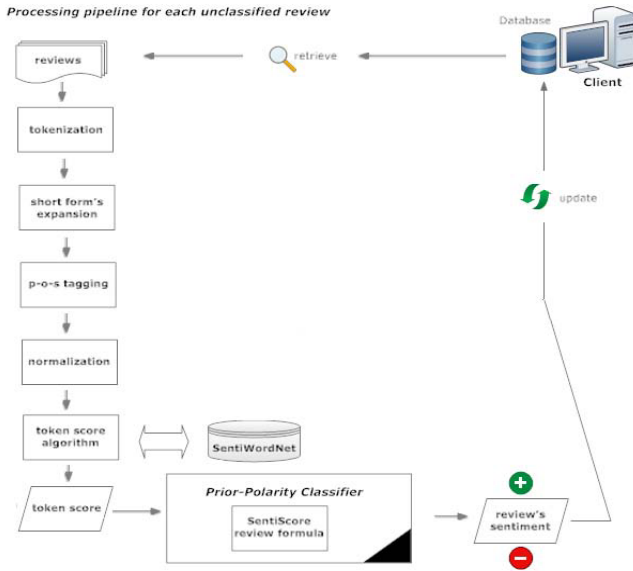 Processing pipeline for each unclassified review
Database
reviews
retrieve
Client
tokenization
short form's
expansion
update
p-o-s tagging
normalization
token score
algorithm
SentiWordNet
token score
Prior-Polarity Classifier
SentiScore
review formula
review's
sentiment